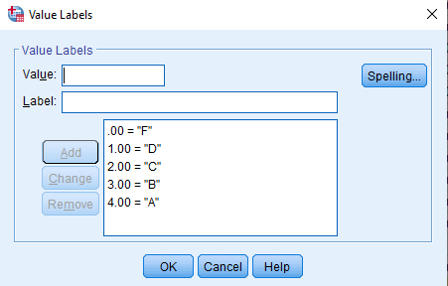 Value Labels
Value Labels
Value:
Spelling...
Label:
Add
Change
Remove
.00 = "F"
1.00 = "D"
2.00 = "C"
3.00 = "B"
4.00 = "A"
OK Cancel Help